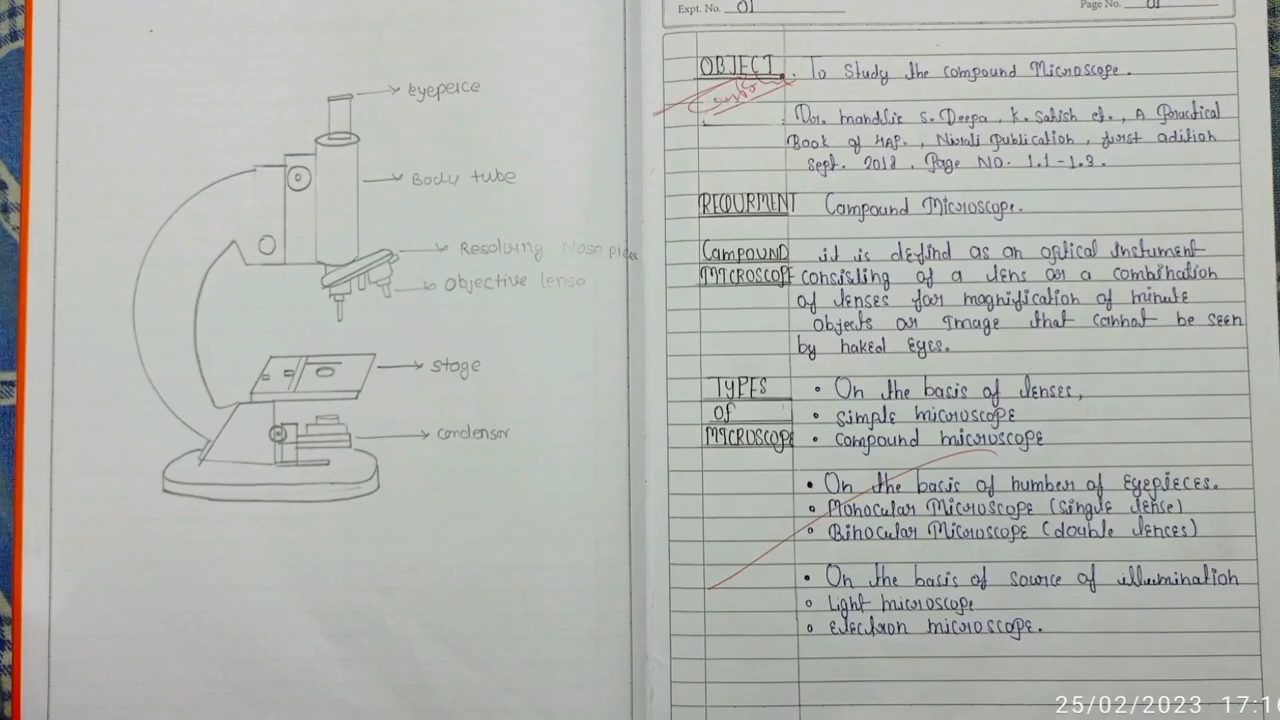 Eyepeice
Body tube
Resolving Nose piece
Objective lense
Stage
condensor
Expt. No. 01
Page No. 01
OBJECT. To study the compound Microscope.
Dr. mandlik S. Deepa, K. Satish et., A Practical
Book of HAP., Nirali Publication, first adition
Sept. 2018, Page NO. 1.1-1.3.
REQURMENT Compound Microscope.
COMPOUND it is defind as an optical instument
MICROSCOPE consisting of a lens or a combination
of lenses for magnification of minute
objects or Image that cannot be seen
by naked Eyes.
TYPES • On the basis of lenses,
OF • Simple microscope
MICROSCOPE • Compound microscope
• On the basis of number of Eyepieces.
• Monocular Microscope (single lense)
• Binocular Microscope (double lences)
• On the basis of source of illumination
• Light microscope
• Electron microscope.
25/02/2023 17:16